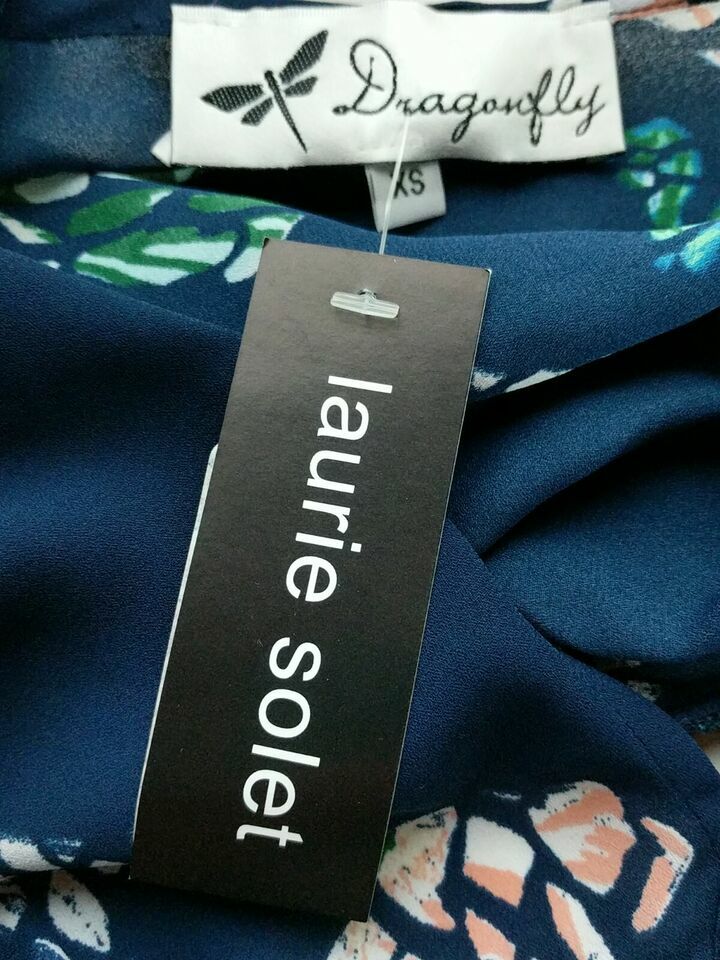 Dragonfly
XS
laurie solet